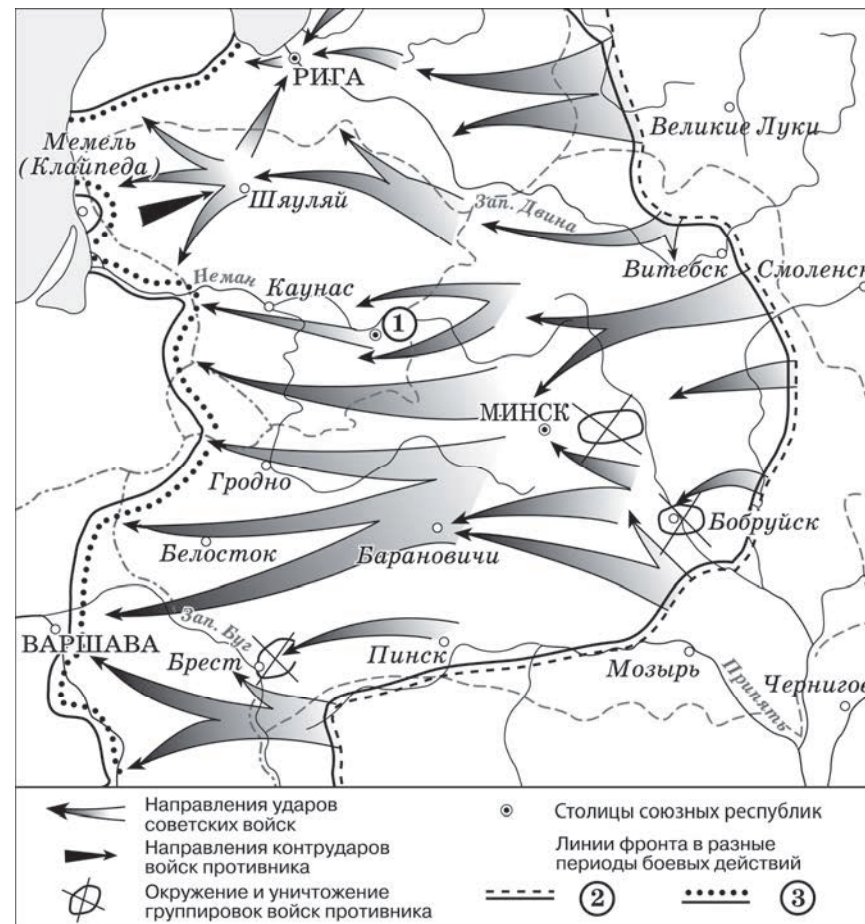 РИГА
Великие Луки
Мемель
(Клайпеда)
Шяуляй
Зап. Двина
Витебск
Смоленск
Неман
Каунас
1
МИНСК
Гродно
Бобруйск
Белосток
Барановичи
ВАРШАВА
Зап. Буг
Брест
Пинск
Мозырь
Припять
Чернигов
Направления ударов
советских войск
Направления контрударов
войск противника
Окружение и уничтожение
группировок войск противника
Столицы союзных республик
Линии фронта в разные
периоды боевых действий
2
3